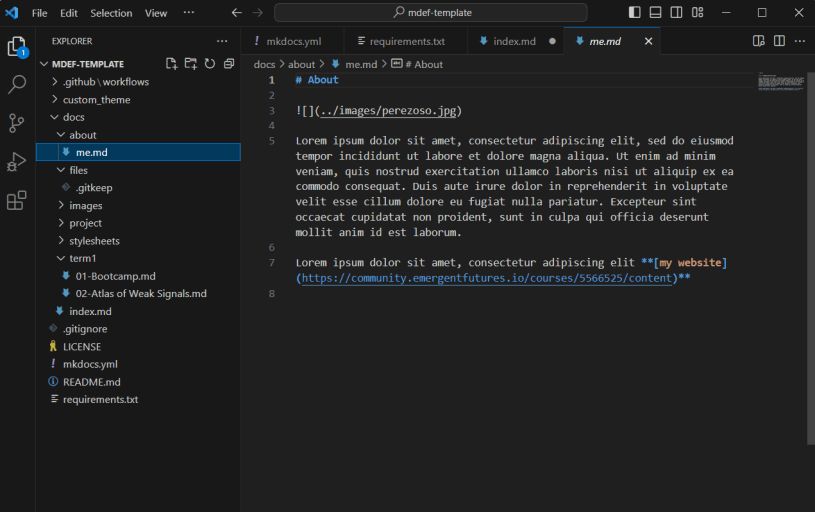 File Edit Selection View ··· mdef-template
EXPLORER ···
mkdocs.yml requirements.txt index.md me.md
MDEF-TEMPLATE
docs > about > me.md > # About
.github \ workflows
custom_theme
docs
about
me.md
files
.gitkeep
images
project
stylesheets
term1
01-Bootcamp.md
02-Atlas of Weak Signals.md
index.md
.gitignore
LICENSE
mkdocs.yml
README.md
requirements.txt
1
1 # About
2
3 ![](../images/perezoso.jpg)
4
5 Lorem ipsum dolor sit amet, consectetur adipiscing elit, sed do eiusmod
tempor incididunt ut labore et dolore magna aliqua. Ut enim ad minim
veniam, quis nostrud exercitation ullamco laboris nisi ut aliquip ex ea
commodo consequat. Duis aute irure dolor in reprehenderit in voluptate
velit esse cillum dolore eu fugiat nulla pariatur. Excepteur sint
occaecat cupidatat non proident, sunt in culpa qui officia deserunt
mollit anim id est laborum.
6
7 Lorem ipsum dolor sit amet, consectetur adipiscing elit **[my website]
(https://community.emergentfutures.io/courses/5566525/content)**
8